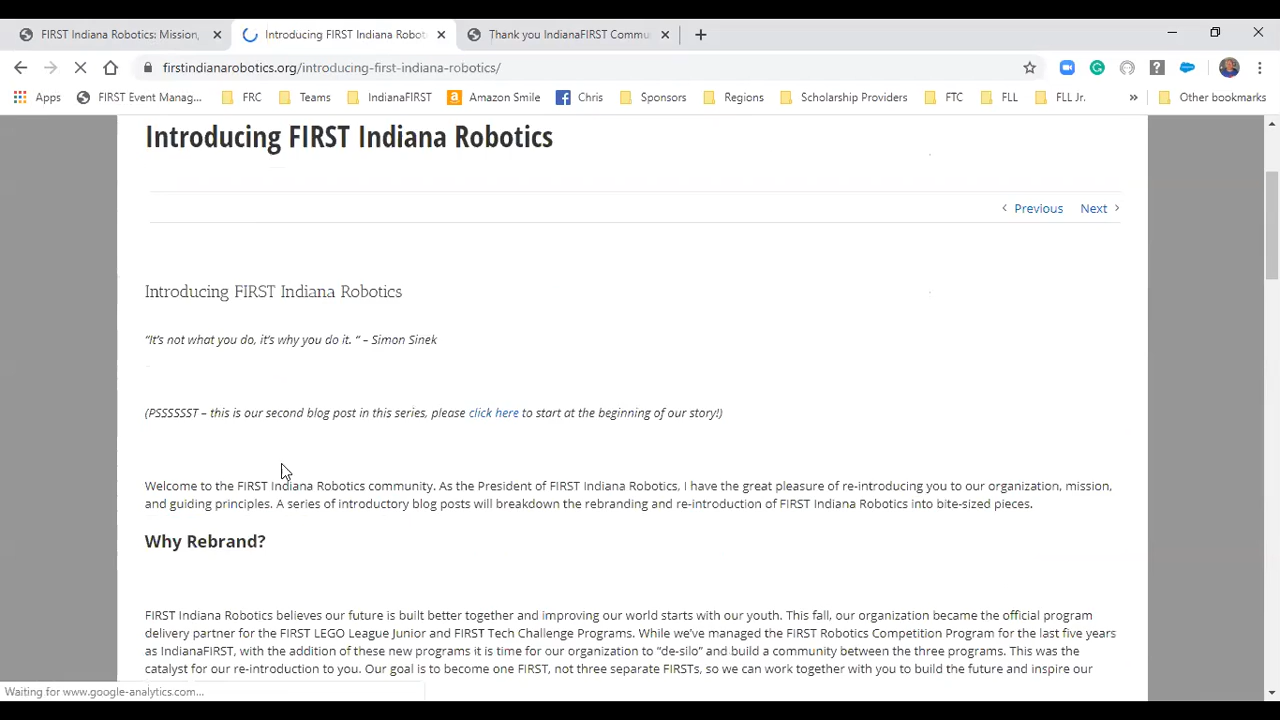 FIRST Indiana Robotics: Mission,
Introducing FIRST Indiana Robot
Thank you IndianaFIRST Commu
firstindianarobotics.org/introducing-first-indiana-robotics/
Apps
FIRST Event Manag...
FRC
Teams
IndianaFIRST
Amazon Smile
Chris
Sponsors
Regions
Scholarship Providers
FTC
FLL
FLL Jr.
»
Other bookmarks
Introducing FIRST Indiana Robotics
‹ Previous Next ›
Introducing FIRST Indiana Robotics
“It’s not what you do, it’s why you do it. “ – Simon Sinek
(PSSSSSST – this is our second blog post in this series, please click here to start at the beginning of our story!)
Welcome to the FIRST Indiana Robotics community. As the President of FIRST Indiana Robotics, I have the great pleasure of re-introducing you to our organization, mission,
and guiding principles. A series of introductory blog posts will breakdown the rebranding and re-introduction of FIRST Indiana Robotics into bite-sized pieces.
Why Rebrand?
FIRST Indiana Robotics believes our future is built better together and improving our world starts with our youth. This fall, our organization became the official program
delivery partner for the FIRST LEGO League Junior and FIRST Tech Challenge Programs. While we’ve managed the FIRST Robotics Competition Program for the last five years
as IndianaFIRST, with the addition of these new programs it is time for our organization to “de-silo” and build a community between the three programs. This was the
catalyst for our re-introduction to you. Our goal is to become one FIRST, not three separate FIRSTs, so we can work together with you to build the future and inspire our
Waiting for www.google-analytics.com...